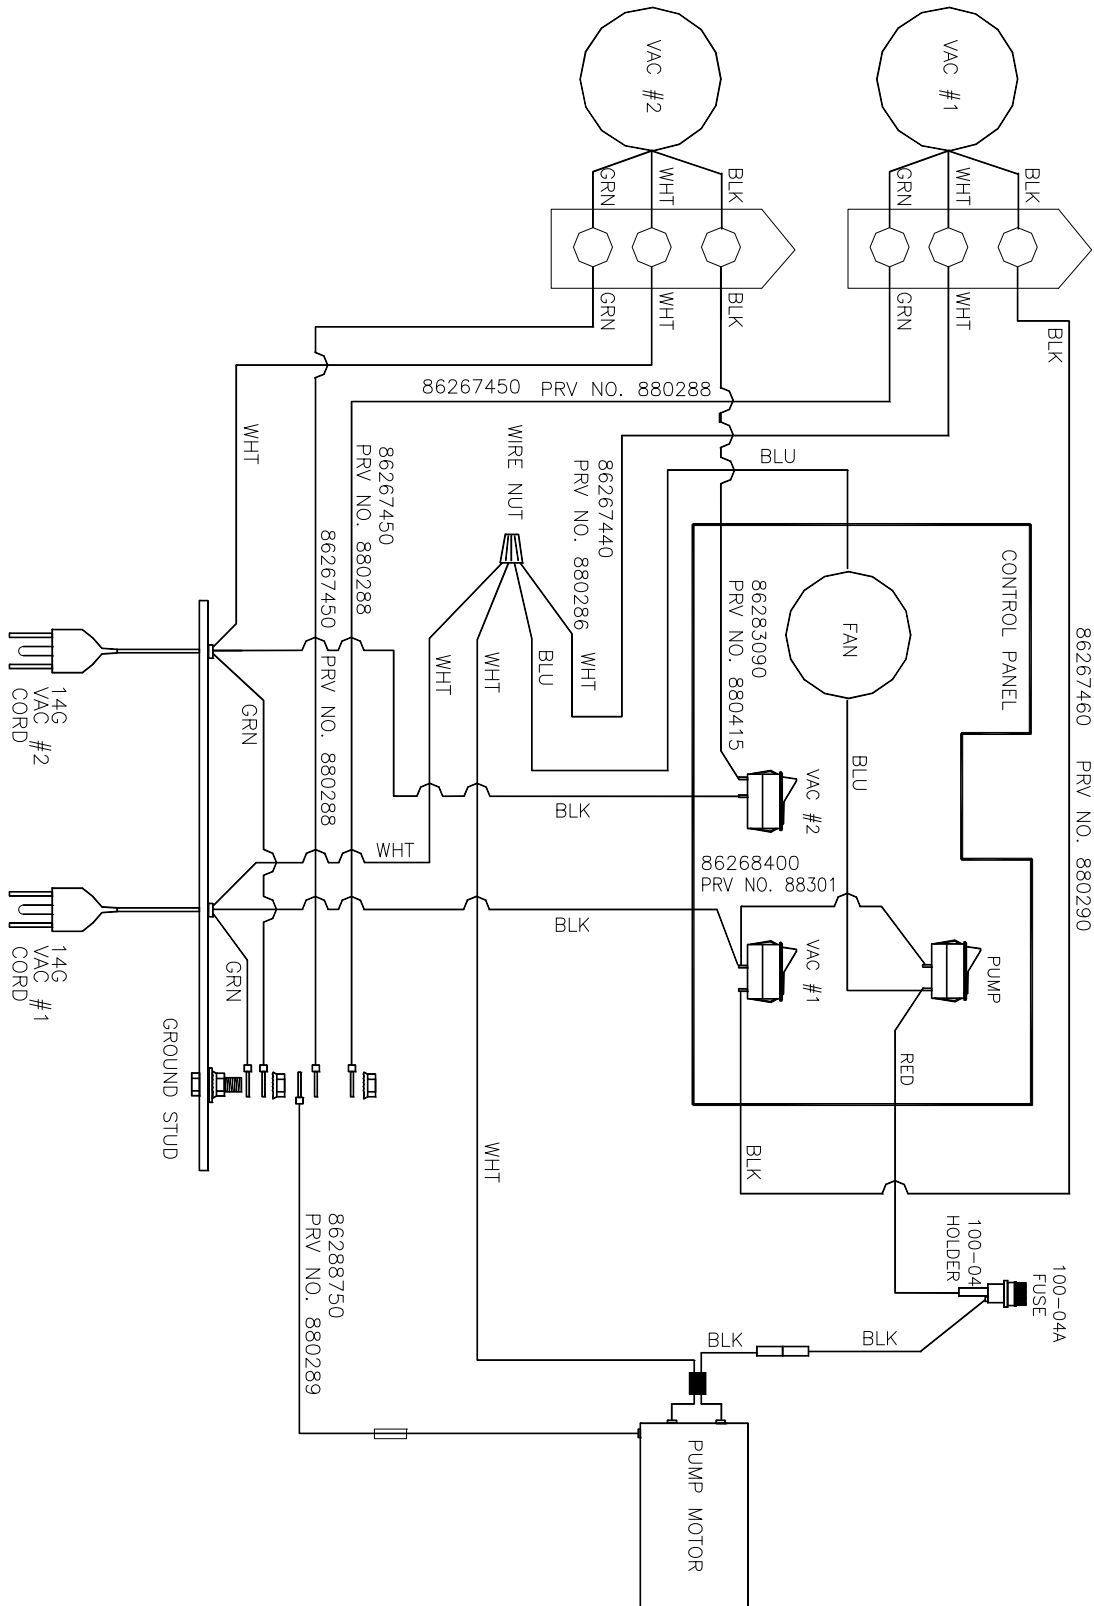 VAC #2
VAC #1
GRN
WHT
BLK
GRN
WHT
BLK
GRN
WHT
BLK
GRN
WHT
BLK
86267450 PRV NO. 880288
WHT
86267450
PRV NO. 880288
86267450 PRV NO. 880288
WIRE NUT
86267440
PRV NO. 880286
BLU
CONTROL PANEL
FAN
86283090
PRV NO. 880415
86267460 PRV NO. 880290
WHT
WHT
BLU
WHT
14G
VAC #2
CORD
GRN
BLU
VAC #2
BLK
WHT
86268400
PRV NO. 88301
BLK
14G
VAC #1
CORD
GRN
VAC #1
PUMP
GROUND STUD
RED
WHT
BLK
86288750
PRV NO. 880289
100-04
HOLDER
100-04A
FUSE
BLK
BLK
PUMP MOTOR